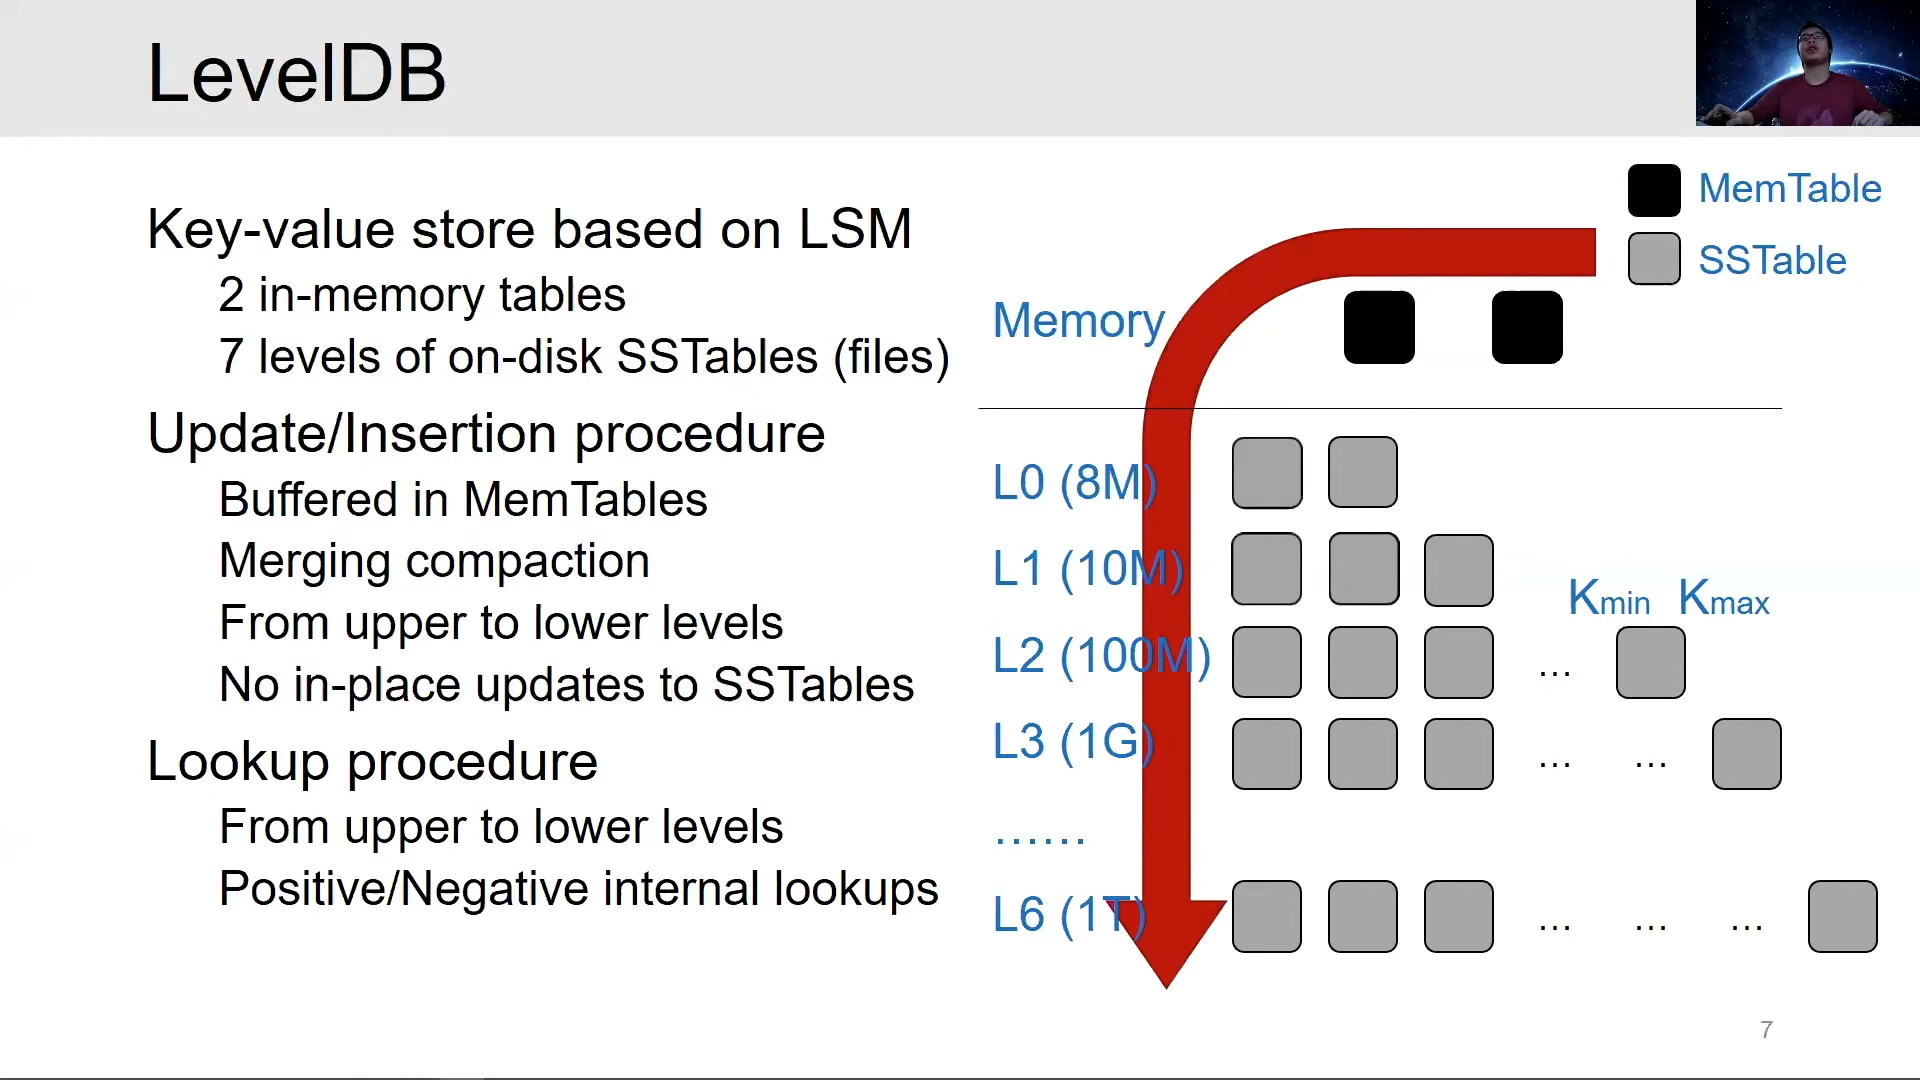 LevelDB
Key-value store based on LSM
2 in-memory tables
7 levels of on-disk SSTables (files)
Update/Insertion procedure
Buffered in MemTables
Merging compaction
From upper to lower levels
No in-place updates to SSTables
Lookup procedure
From upper to lower levels
Positive/Negative internal lookups
MemTable
SSTable
Memory
L0 (8M)
L1 (10M)
Kmin Kmax
L2 (100M)
...
L3 (1G)
... ...
......
L6 (1T)
... ... ...
7